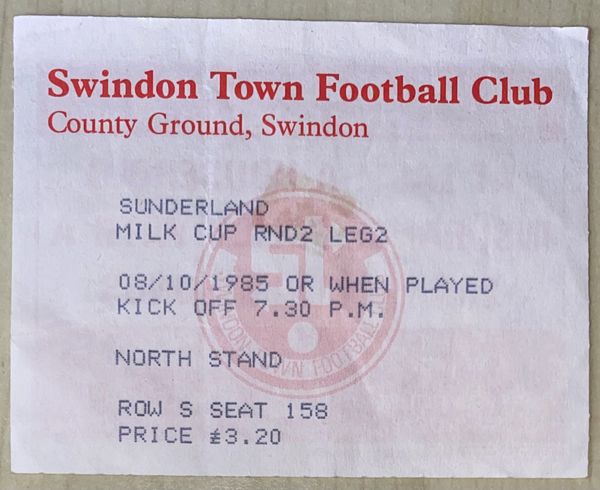 Swindon Town Football Club
County Ground, Swindon
SUNDERLAND
MILK CUP RND2 LEG2
08/10/1985 OR WHEN PLAYED
KICK OFF 7.30 P.M.
NORTH STAND
ROW S SEAT 158
PRICE £3.20